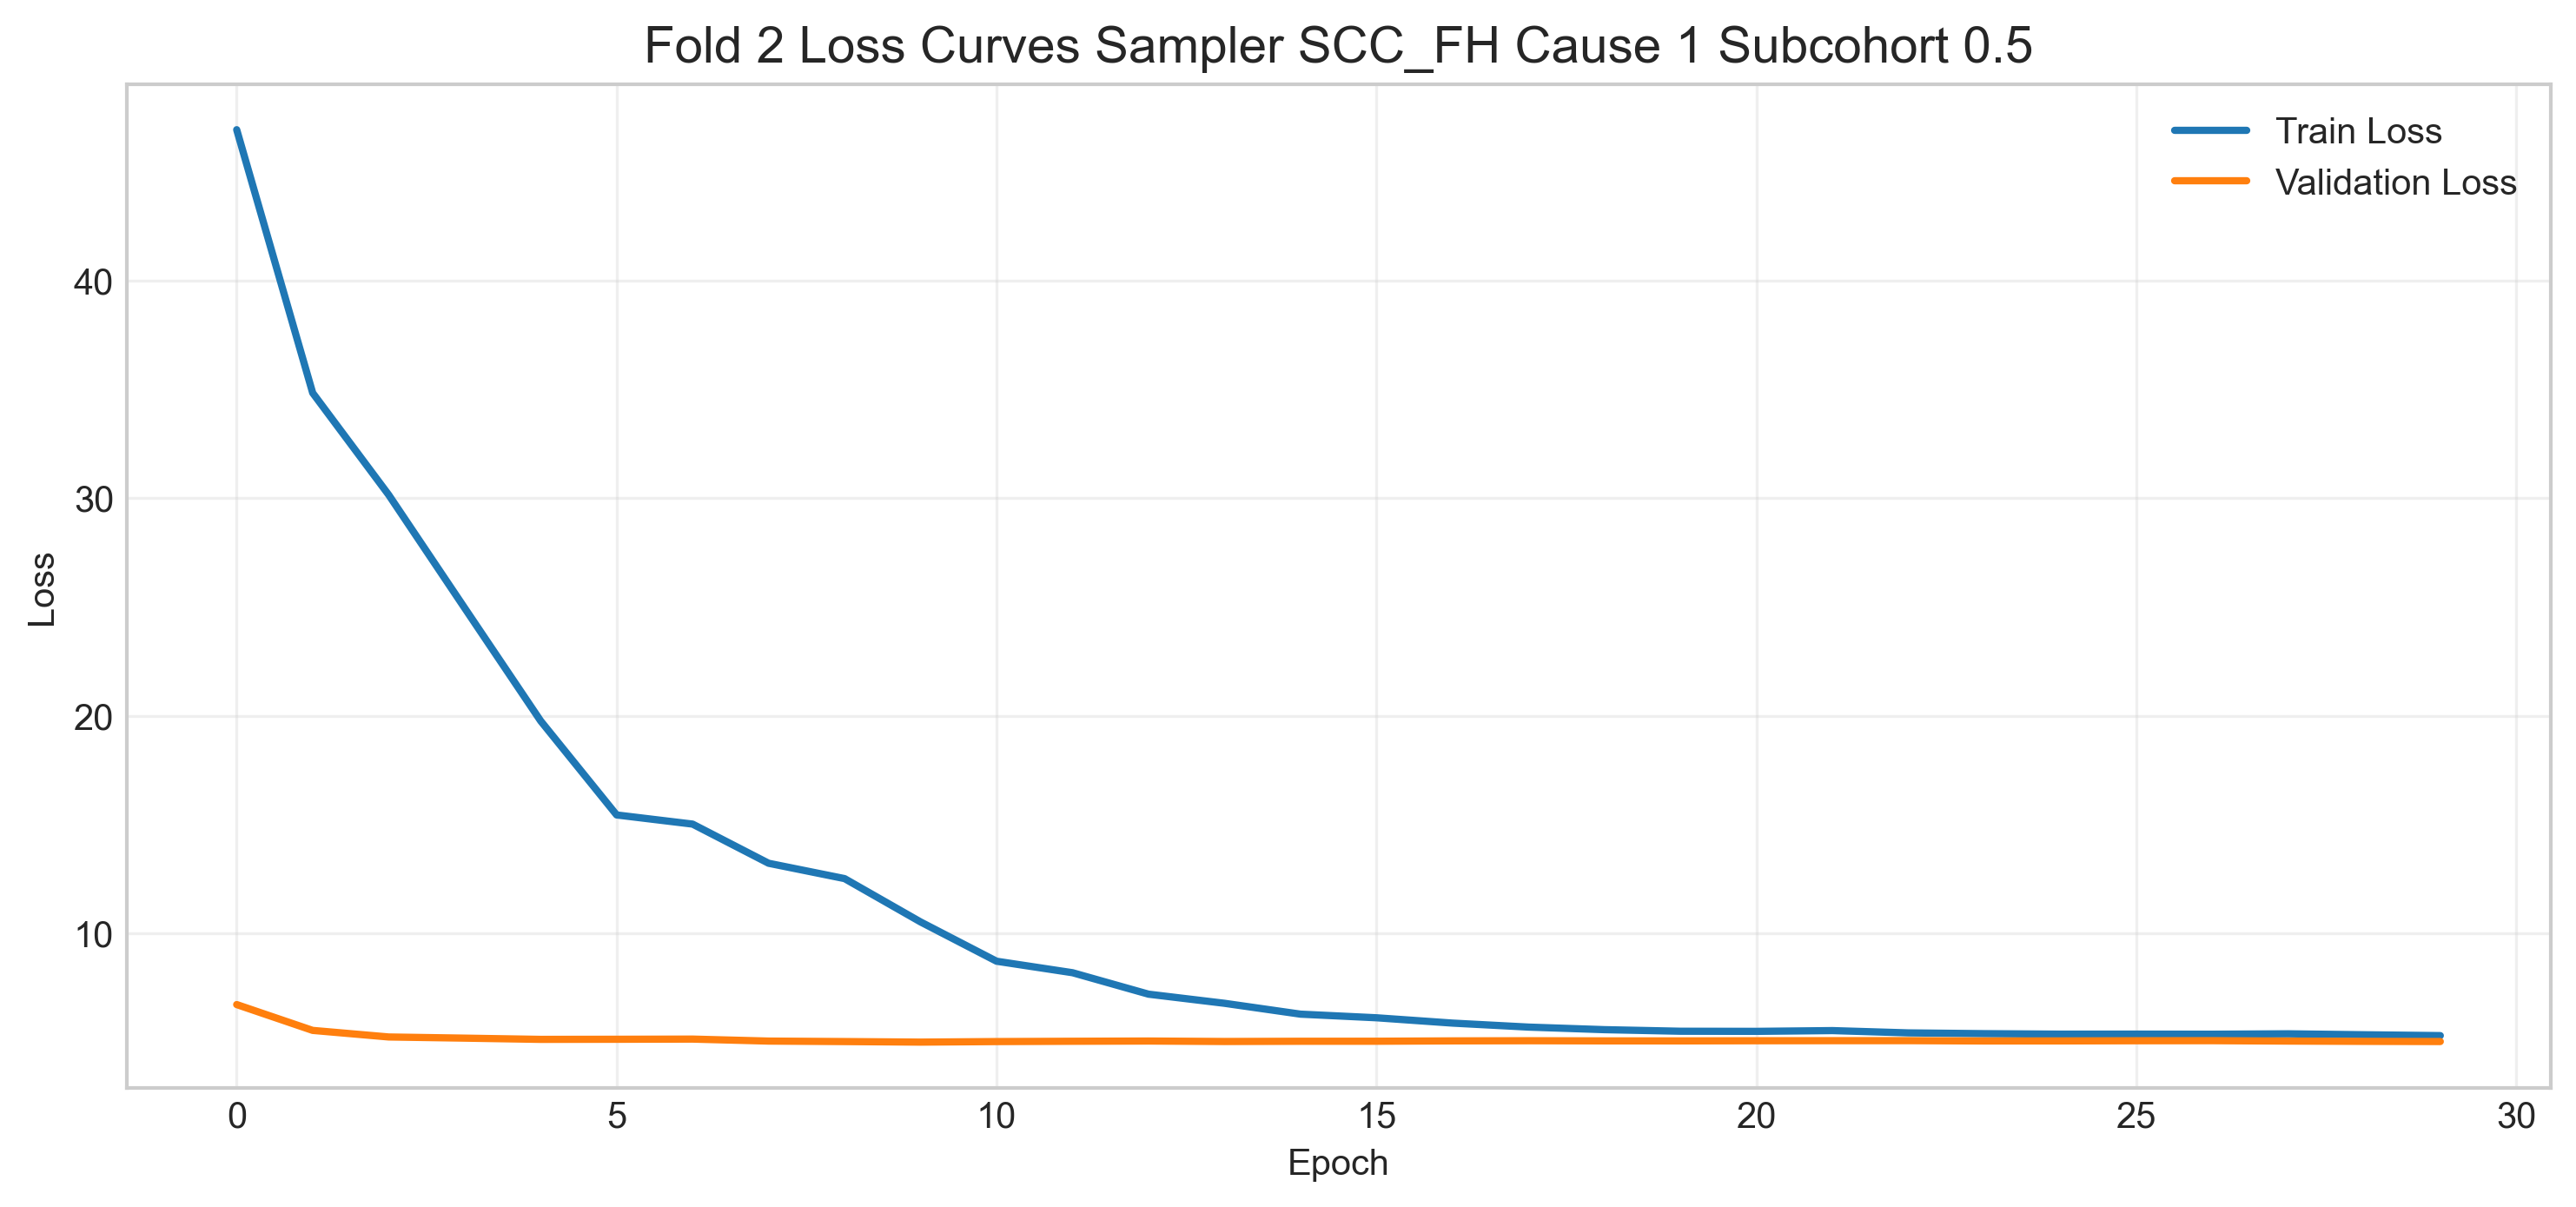 Fold 2 Loss Curves Sampler SCC_FH Cause 1 Subcohort 0.5
Train Loss
Validation Loss
Loss
40
30
20
10
0 5 10 15 20 25 30
Epoch